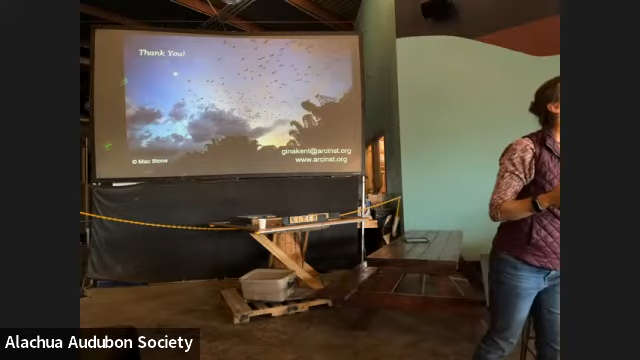 Thank You!
ginakent@arcinst.org
www.arcinst.org
© Mac Stone
Alachua Audubon Society